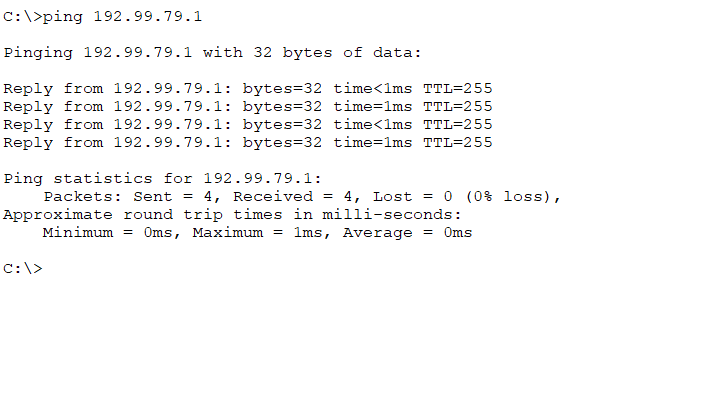 C:\>ping 192.99.79.1
Pinging 192.99.79.1 with 32 bytes of data:
Reply from 192.99.79.1: bytes=32 time<1ms TTL=255
Reply from 192.99.79.1: bytes=32 time=1ms TTL=255
Reply from 192.99.79.1: bytes=32 time<1ms TTL=255
Reply from 192.99.79.1: bytes=32 time=1ms TTL=255
Ping statistics for 192.99.79.1:
    Packets: Sent = 4, Received = 4, Lost = 0 (0% loss),
Approximate round trip times in milli-seconds:
    Minimum = 0ms, Maximum = 1ms, Average = 0ms
C:\>